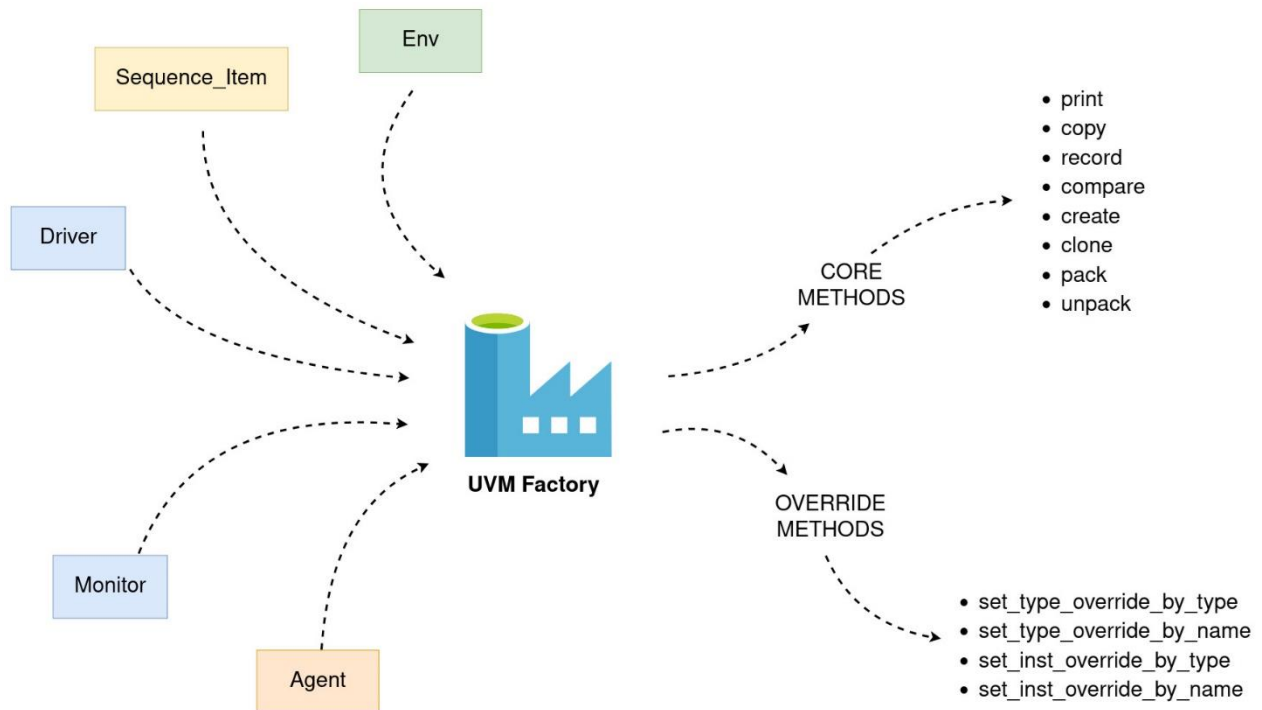 Env
Sequence_Item
Driver
Monitor
Agent
UVM Factory
CORE
METHODS
• print
• copy
• record
• compare
• create
• clone
• pack
• unpack
OVERRIDE
METHODS
• set_type_override_by_type
• set_type_override_by_name
• set_inst_override_by_type
• set_inst_override_by_name